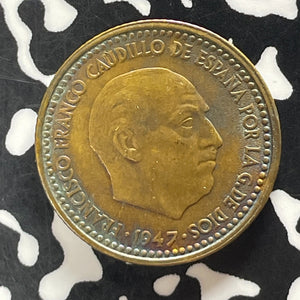 FRANCISCO FRANCO CAUDILLO DE ESPAÑA POR LA G. DE DIOS
· 1947 ·